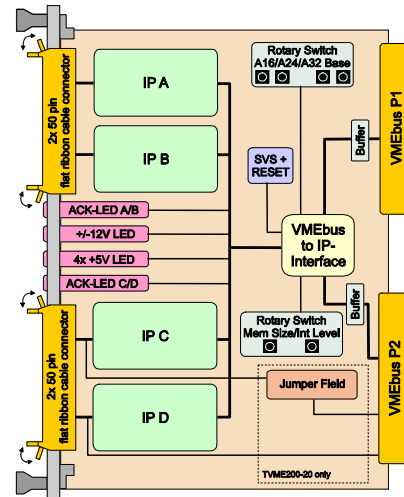 Rotary Switch
A16/A24/A32 Base
2x 50 pin
flat ribbon cable connector
IP A
IP B
SVS +
RESET
Buffer
VMEbus P1
ACK-LED A/B
+/-12V LED
4x +5V LED
ACK-LED C/D
VMEbus
to IP-
Interface
Buffer
Rotary Switch
Mem Size/Int Level
2x 50 pin
flat ribbon cable connector
IP C
IP D
Jumper Field
VMEbus P2
TVME200-20 only